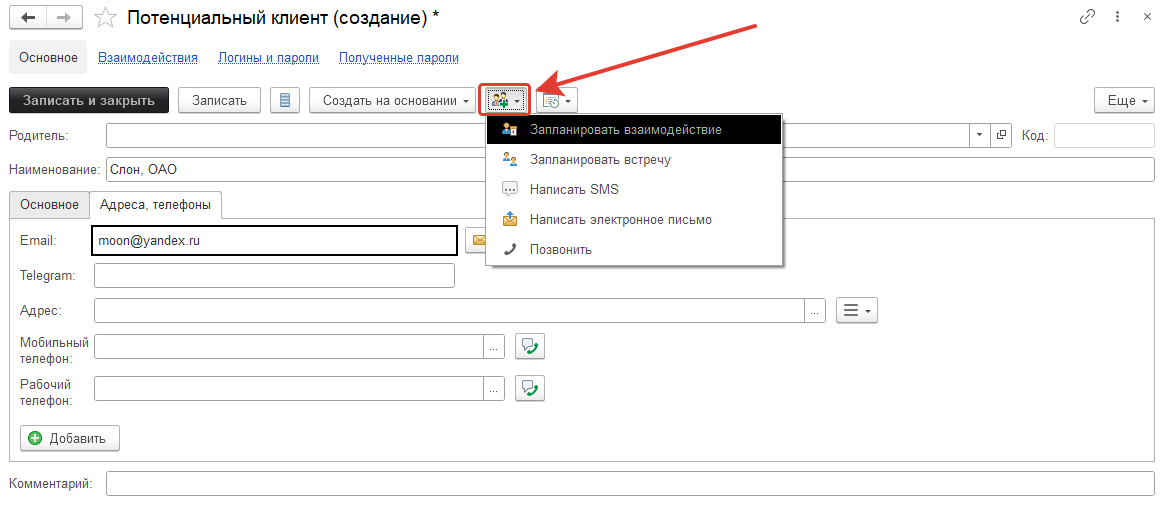 Потенциальный клиент (создание) *
Основное Взаимодействия Логины и пароли Полученные пароли
Записать и закрыть Записать Создать на основании Еще
Родитель: Код:
Наименование: Слон, ОАО
Запланировать взаимодействие
Запланировать встречу
Написать SMS
Написать электронное письмо
Позвонить
Основное Адреса, телефоны
Email: moon@yandex.ru
Telegram:
Адрес: ...
Мобильный
телефон: ...
Рабочий
телефон: ...
Добавить
Комментарий: